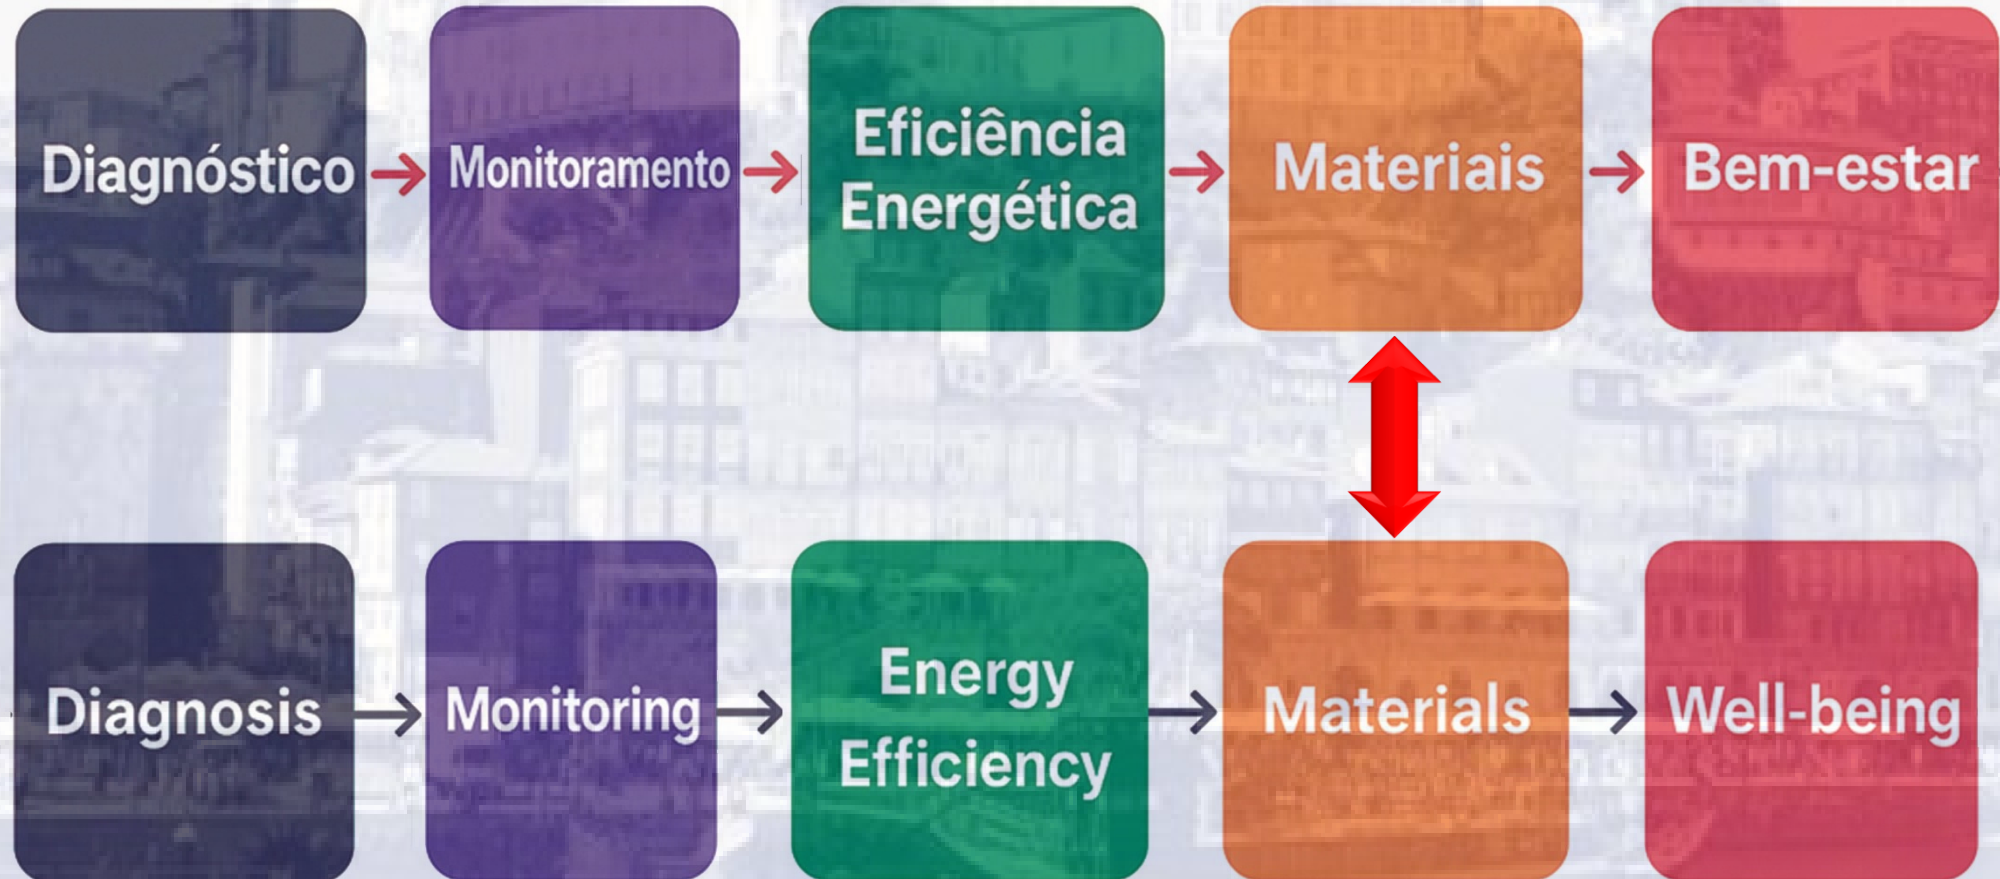 Diagnóstico
Monitoramento
Eficiência
Energética
Materiais
Bem-estar
Diagnosis
Monitoring
Energy
Efficiency
Materials
Well-being